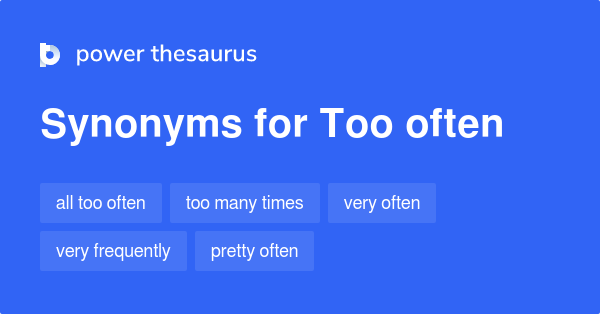 power thesaurus
Synonyms for Too often
all too often too many times very often
very frequently pretty often